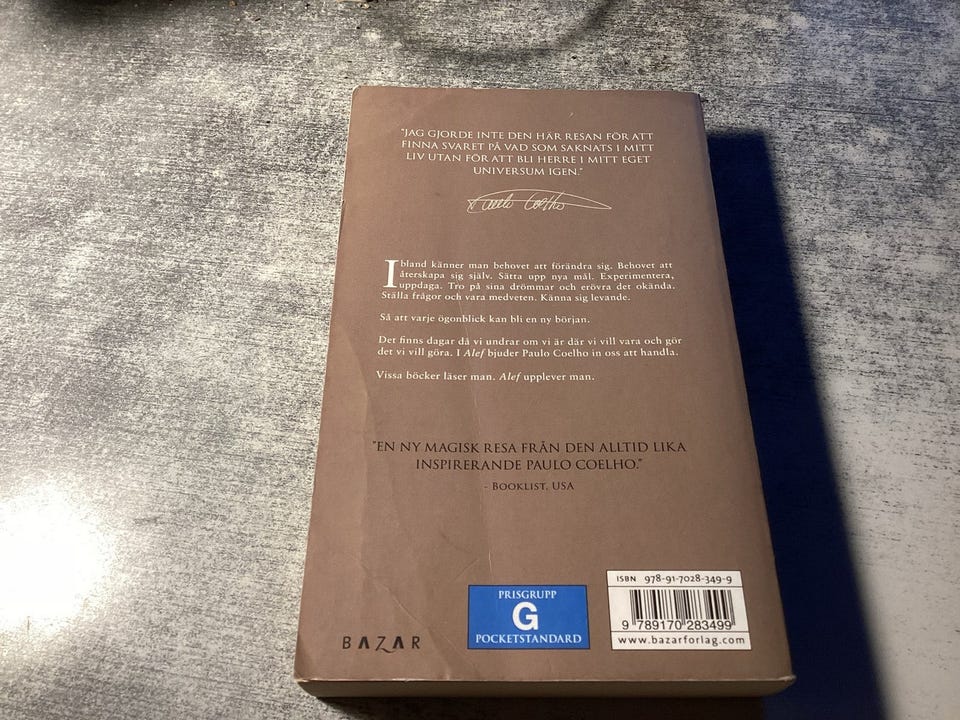 "JAG GJORDE INTE DEN HÄR RESAN FÖR ATT
FINNA SVARET PÅ VAD SOM SAKNATS I MITT
LIV UTAN FÖR ATT BLI HERRE I MITT EGET
UNIVERSUM IGEN."
Paulo Coelho
Ibland känner man behovet att förändra sig. Behovet att
återskapa sig själv. Sätta upp nya mål. Experimentera,
uppdaga. Tro på sina drömmar och erövra det okända.
Ställa frågor och vara medveten. Känna sig levande.
Så att varje ögonblick kan bli en ny början.
Det finns dagar då vi undrar om vi är där vi vill vara och gör
det vi vill göra. I Alef bjuder Paulo Coelho in oss att handla.
Vissa böcker läser man. Alef upplever man.
"EN NY MAGISK RESA FRÅN DEN ALLTID LIKA
INSPIRERANDE PAULO COELHO."
- BOOKLIST, USA
BAZAR
PRISGRUPP
G
POCKETSTANDARD
ISBN 978-91-7028-349-9
9 789170 283499
www.bazarforlag.com